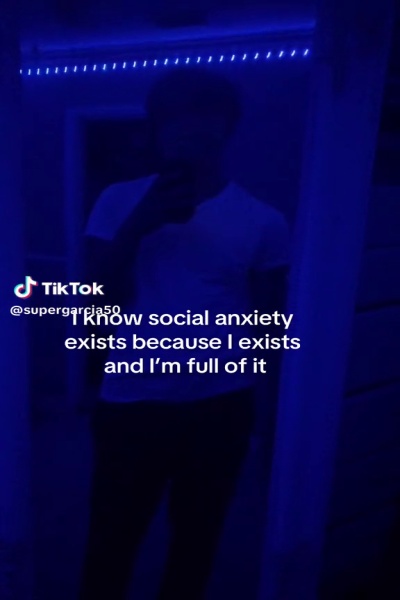 TikTok
@supergarcia50
I know social anxiety
exists because I exists
and I'm full of it